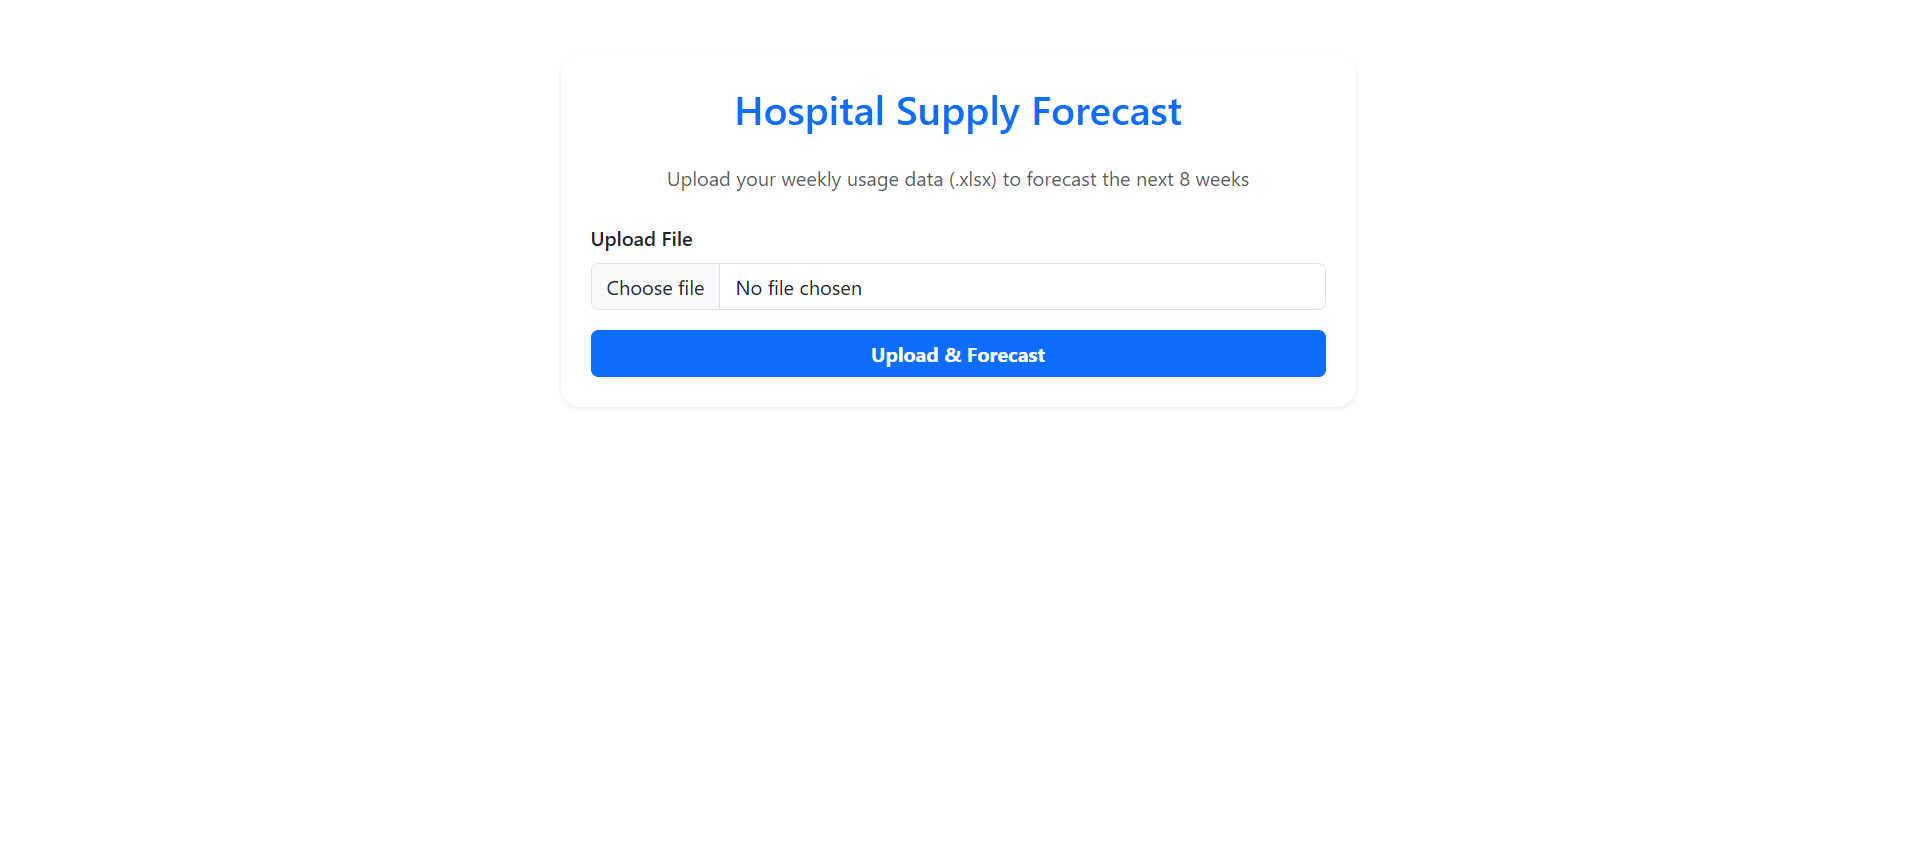 Hospital Supply Forecast
Upload your weekly usage data (.xlsx) to forecast the next 8 weeks
Upload File
Choose file No file chosen
Upload & Forecast